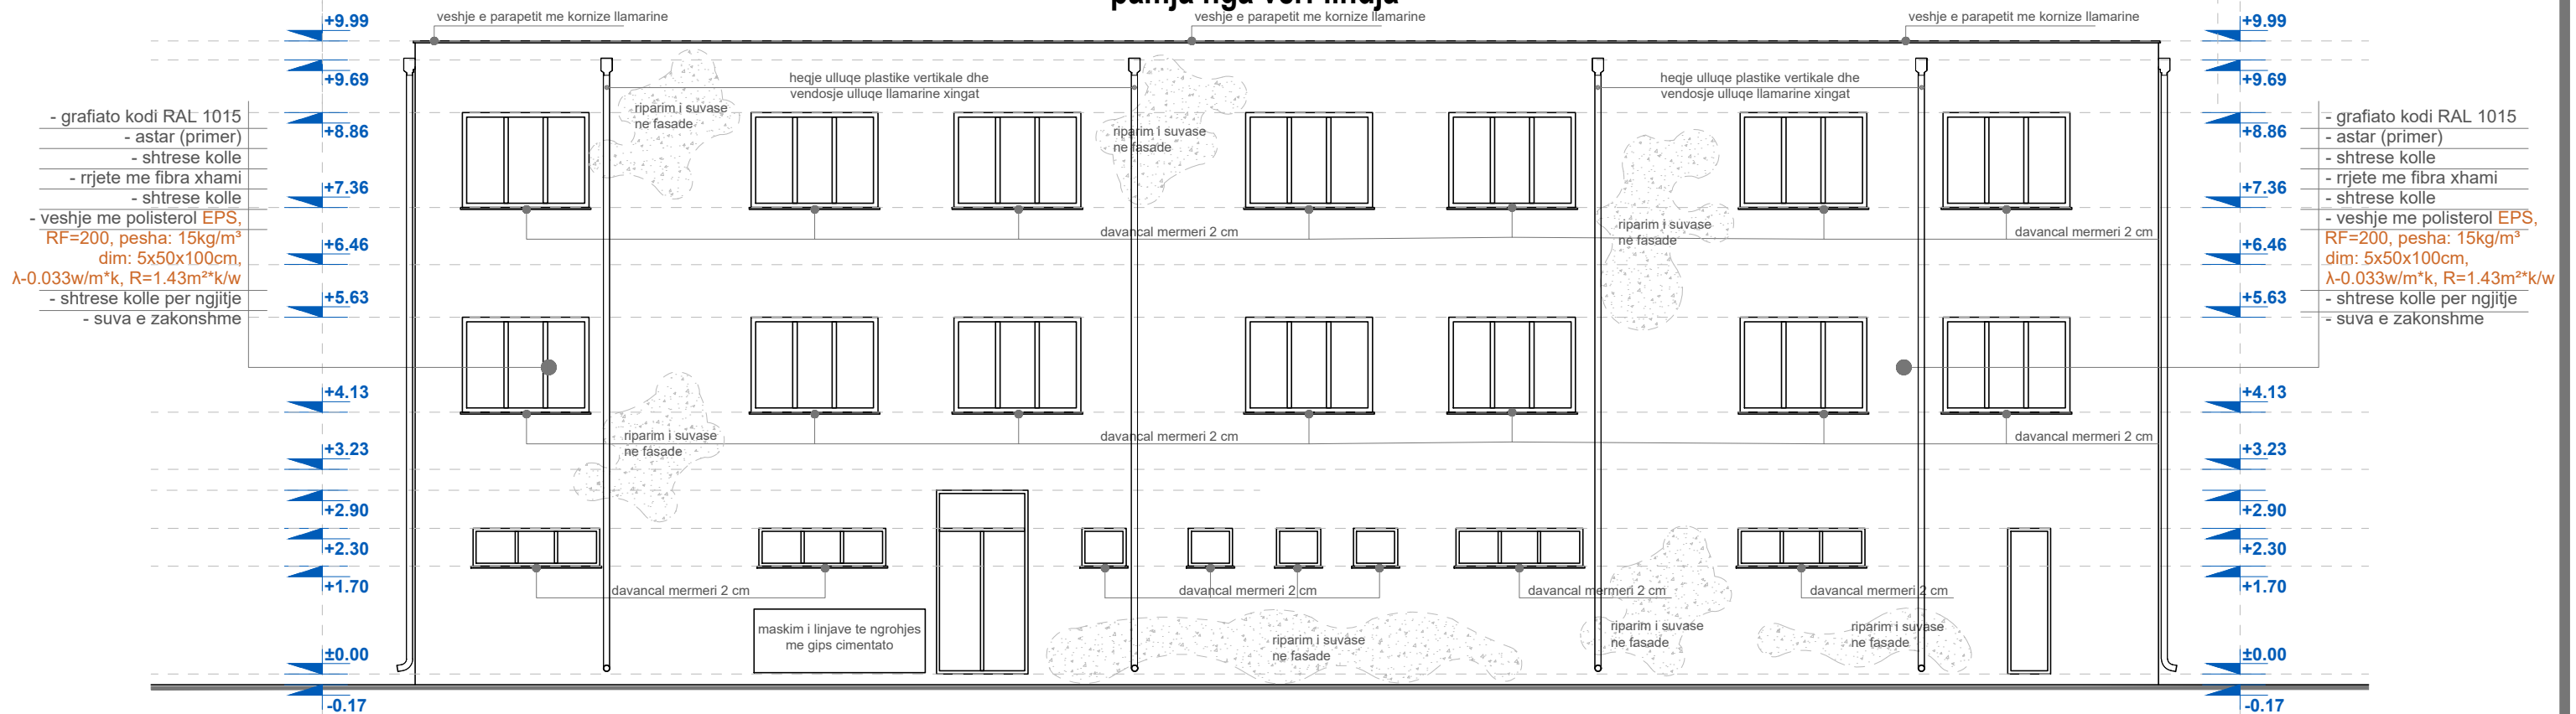 pamja nga veri-lindja
veshje e parapetit me kornize llamarine
veshje e parapetit me kornize llamarine
veshje e parapetit me kornize llamarine
+9.99
+9.69
+8.86
+7.36
+6.46
+5.63
+4.13
+3.23
+2.90
+2.30
+1.70
±0.00
-0.17
- grafiato kodi RAL 1015
- astar (primer)
- shtrese kolle
- rrjete me fibra xhami
- shtrese kolle
- veshje me polisterol EPS,
RF=200, pesha: 15kg/m³
dim: 5x50x100cm,
λ-0.033w/m*k, R=1.43m²*k/w
- shtrese kolle per ngjitje
- suva e zakonshme
heqje ulluqe plastike vertikale dhe
vendosje ulluqe llamarine xingat
heqje ulluqe plastike vertikale dhe
vendosje ulluqe llamarine xingat
riparim i suvase
ne fasade
riparim i suvase
ne fasade
riparim i suvase
ne fasade
davancal mermeri 2 cm
davancal mermeri 2 cm
riparim i suvase
ne fasade
davancal mermeri 2 cm
davancal mermeri 2 cm
davancal mermeri 2 cm
davancal mermeri 2 cm
davancal mermeri 2 cm
davancal mermeri 2 cm
maskim i linjave te ngrohjes
me gips cimentato
riparim i suvase
ne fasade
riparim i suvase
ne fasade
riparim i suvase
ne fasade
+9.99
+9.69
+8.86
+7.36
+6.46
+5.63
+4.13
+3.23
+2.90
+2.30
+1.70
±0.00
-0.17
- grafiato kodi RAL 1015
- astar (primer)
- shtrese kolle
- rrjete me fibra xhami
- shtrese kolle
- veshje me polisterol EPS,
RF=200, pesha: 15kg/m³
dim: 5x50x100cm,
λ-0.033w/m*k, R=1.43m²*k/w
- shtrese kolle per ngjitje
- suva e zakonshme